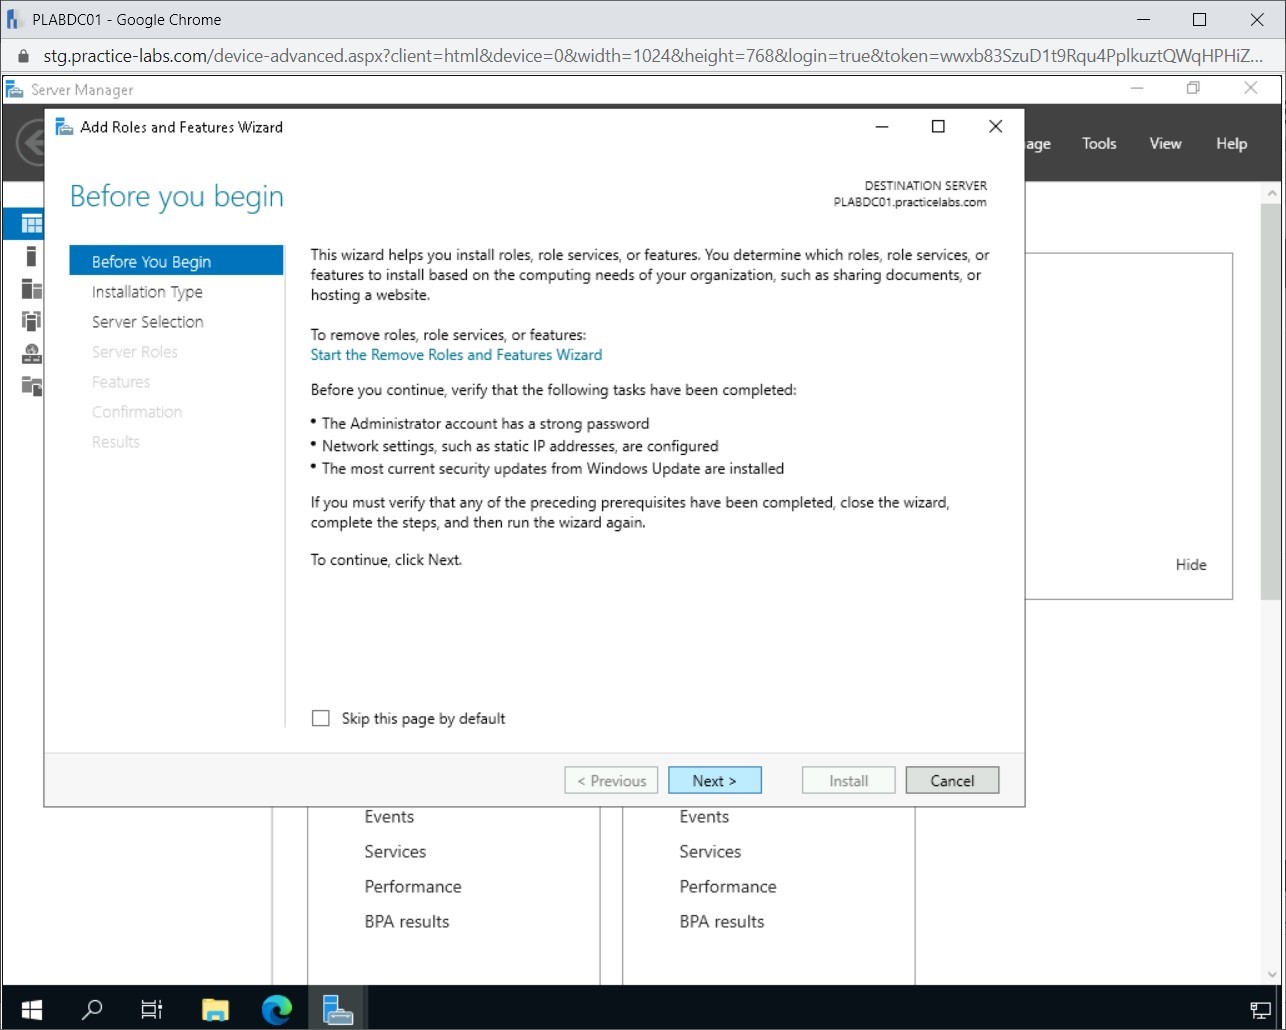 PLABDC01 - Google Chrome
stg.practice-labs.com/device-advanced.aspx?client=html&device=0&width=1024&height=768&login=true&token=wwxb83SzuD1t9Rqu4PplkuztQWqHPHiZ...
Server Manager
Add Roles and Features Wizard
Tools View Help
Before you begin
DESTINATION SERVER
PLABDC01.practicelabs.com
Before You Begin
Installation Type
Server Selection
Server Roles
Features
Confirmation
Results
This wizard helps you install roles, role services, or features. You determine which roles, role services, or
features to install based on the computing needs of your organization, such as sharing documents, or
hosting a website.
To remove roles, role services, or features:
Start the Remove Roles and Features Wizard
Before you continue, verify that the following tasks have been completed:
• The Administrator account has a strong password
• Network settings, such as static IP addresses, are configured
• The most current security updates from Windows Update are installed
If you must verify that any of the preceding prerequisites have been completed, close the wizard,
complete the steps, and then run the wizard again.
To continue, click Next.
Hide
Skip this page by default
< Previous Next > Install Cancel
Events
Services
Performance
BPA results
Events
Services
Performance
BPA results